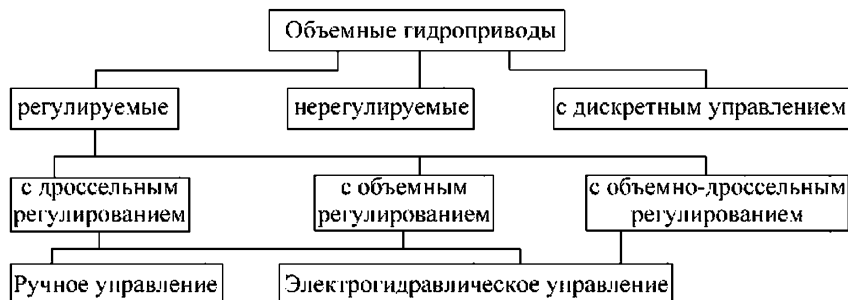 Объемные гидроприводы
регулируемые
нерегулируемые
с дискретным управлением
с дроссельным
регулированием
с объемным
регулированием
с объемно-дроссельным
регулированием
Ручное управление
Электрогидравлическое управление